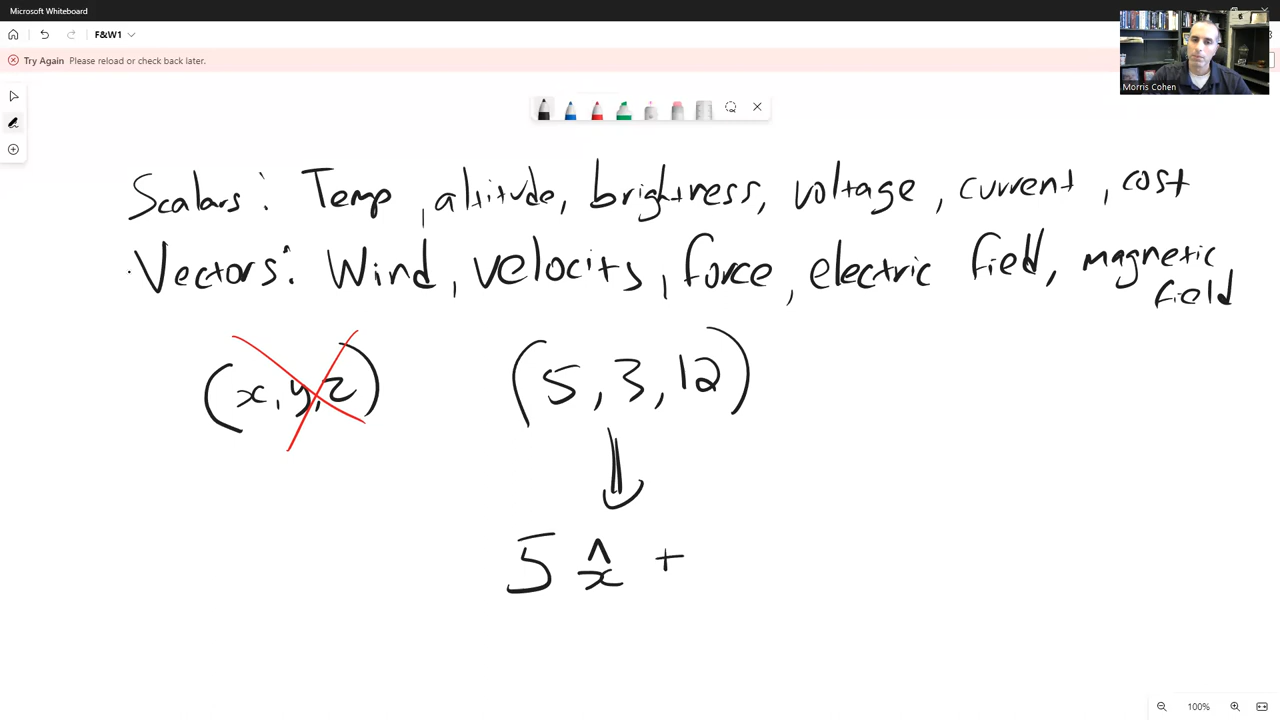 Microsoft Whiteboard
F&W1
Try Again Please reload or check back later.
Morris Cohen
Scalars: Temp, altitude, brightness, voltage, current, cost
Vectors: Wind, velocity, force, electric field, magnetic
field
(x,y,z) (5,3,12)
5 x̂ +
100%